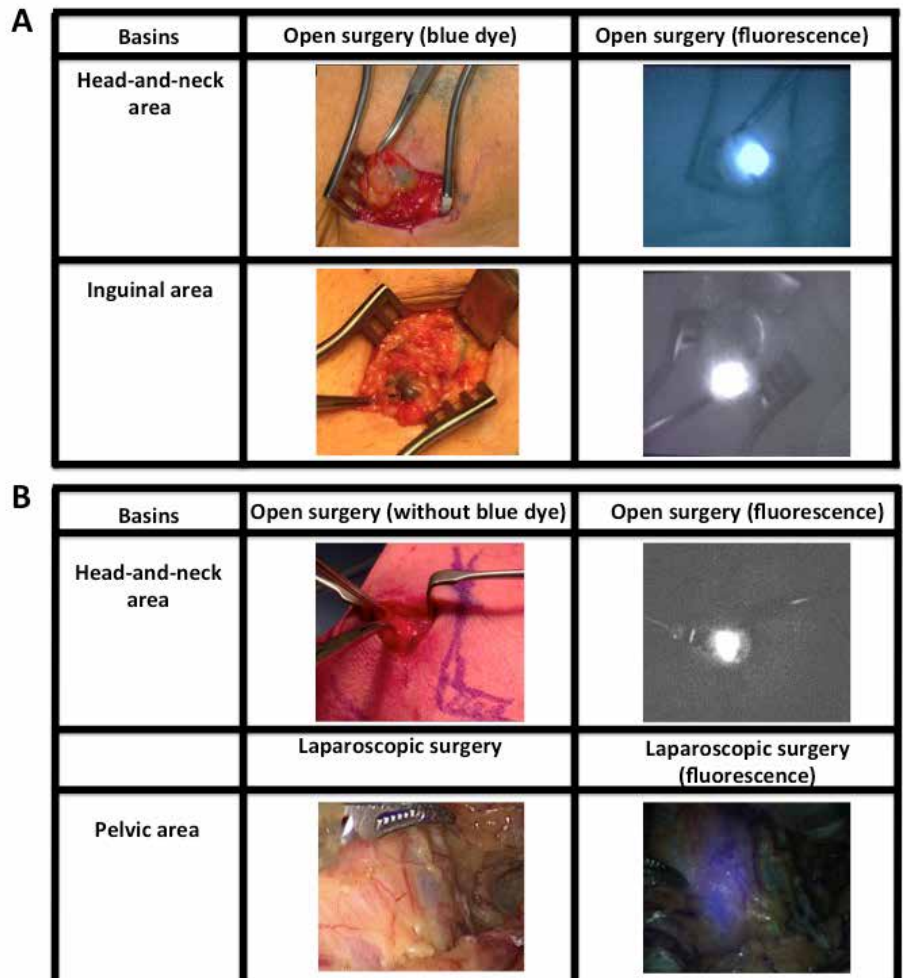 A
Basins
Open surgery (blue dye)
Open surgery (fluorescence)
Head-and-neck
area
Inguinal area
B
Basins
Open surgery (without blue dye)
Open surgery (fluorescence)
Head-and-neck
area
Laparoscopic surgery
Laparoscopic surgery
(fluorescence)
Pelvic area